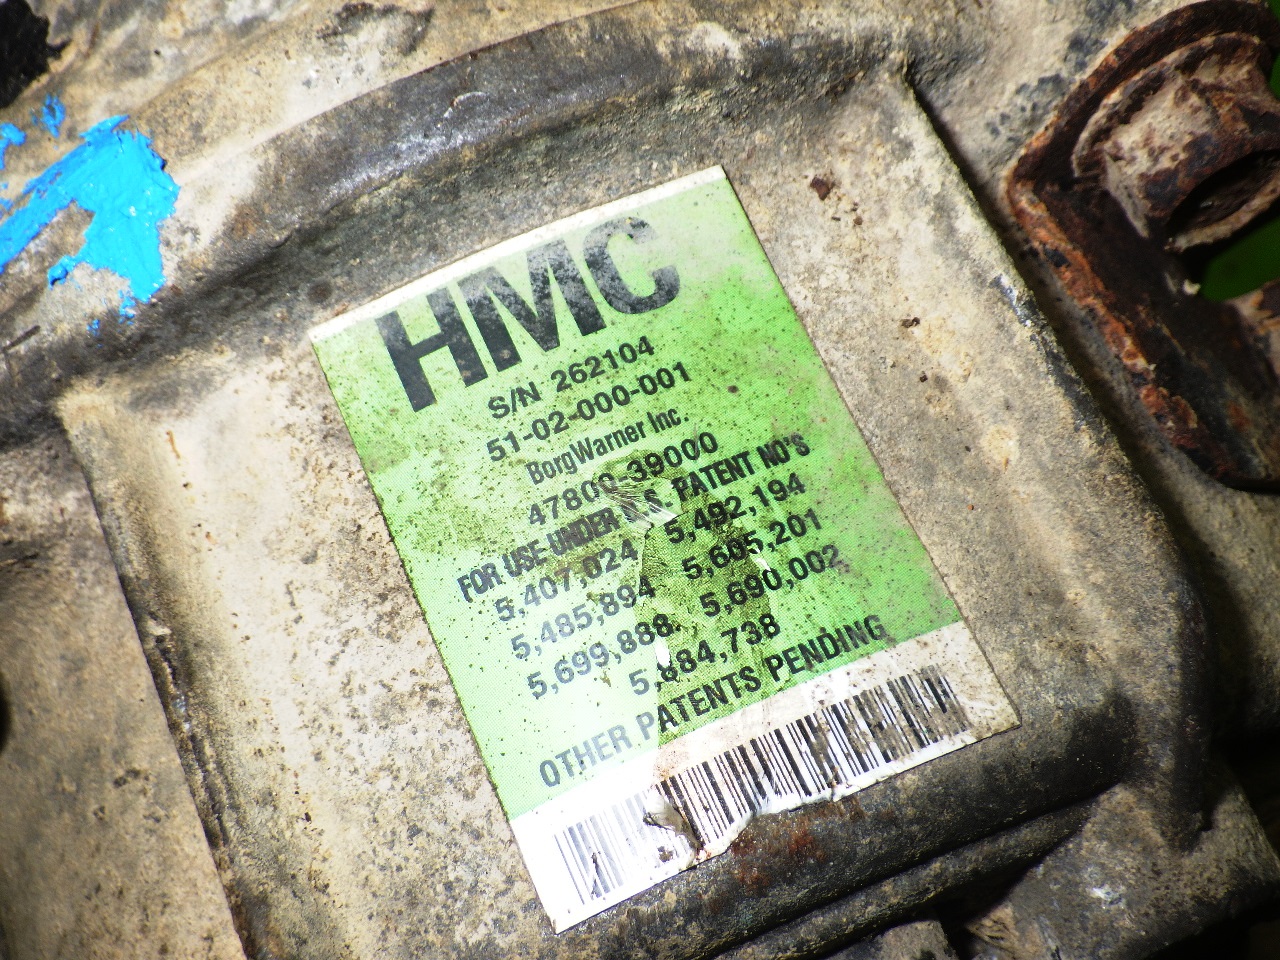 HMC
S/N 262104
51-02-000-001
BorgWarner Inc.
47800-39000
FOR USE UNDER U.S. PATENT NO'S
5,407,024 5,492,194
5,485,894 5,605,201
5,699,888. 5,690,002
5,884,738
OTHER PATENTS PENDING